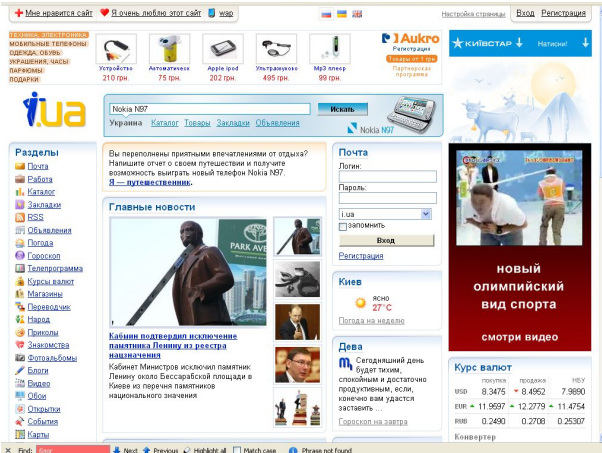 Мне нравится сайт
Я очень люблю этот сайт
wap
Настройка страницы
Вход Регистрация
ТЕХНИКА, ЭЛЕКТРОНИКА
МОБИЛЬНЫЕ ТЕЛЕФОНЫ
ОДЕЖДА, ОБУВЬ
УКРАШЕНИЯ, ЧАСЫ
ПАРФЮМЫ
ПОДАРКИ
Устройство
210 грн.
Автоматическ
75 грн.
Apple ipod
202 грн.
Ультразвуково
495 грн.
Mp3 плеер
99 грн.
Aukro
Регистрация
Товары от 1 грн
Партнерская
программа
КИЇВСТАР
Натисни!
i.ua
Nokia N97
Искать
Украина Каталог Товары Закладки Объявления
Nokia N97
Разделы
Почта
Работа
Каталог
Закладки
RSS
Объявления
Погода
Гороскоп
Телепрограмма
Курсы валют
Магазины
Переводчик
Народ
Приколы
Знакомства
Фотоальбомы
Блоги
Видео
Обои
Открытки
События
Карты
Вы переполнены приятными впечатлениями от отдыха?
Напишите отчет о своем путешествии и получите
возможность выиграть новый телефон Nokia N97.
Я — путешественник.
Главные новости
PARK AVE
Кабмин подтвердил исключение
памятника Ленину из реестра
нацзначения
Кабинет Министров исключил памятник
Ленину около Бессарабской площади в
Киеве из перечня памятников
национального значения
Почта
Логин:
Пароль:
i.ua
запомнить
Вход
Регистрация
Киев
ясно
27°C
Погода на неделю
Дева
Сегодняшний день
будет тихим,
спокойным и достаточно
продуктивным, если,
конечно вам удастся
заставить ...
Гороскоп на завтра
новый
олимпийский
вид спорта
смотри видео
Курс валют
покупка продажа НБУ
USD 8.3475 8.4952 7.9890
EUR 11.9697 12.2779 11.4754
RUB 0.2490 0.2708 0.25307
Конвертер
Find:
Next Previous Highlight all Match case Phrase not found